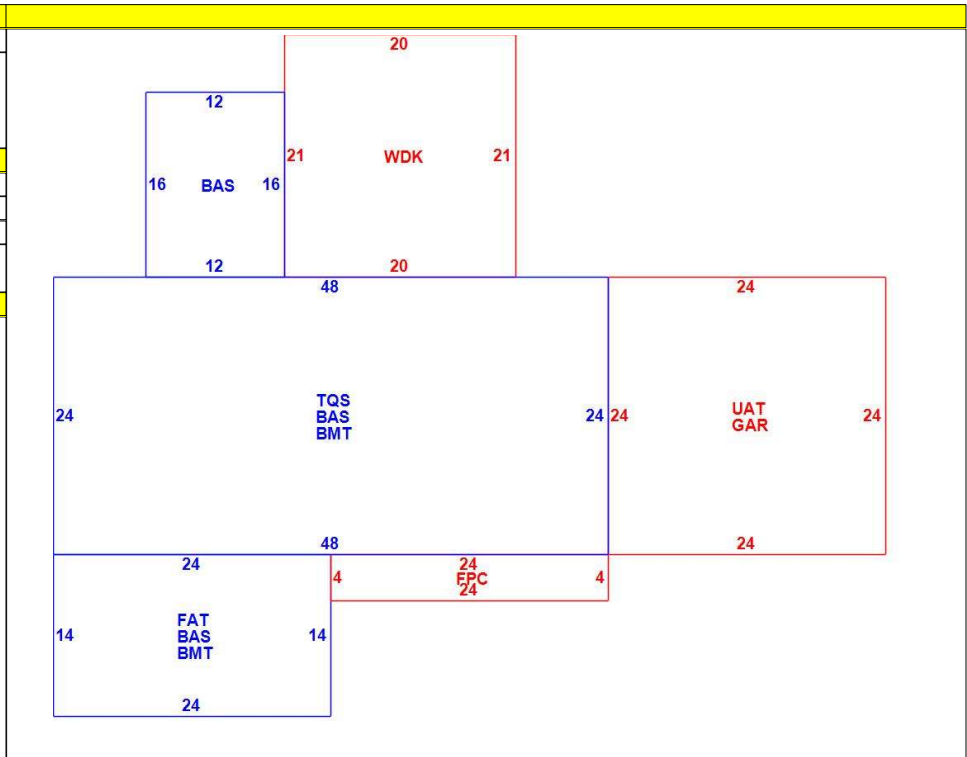 20
12
21 WDK 21
16 BAS 16
12 20
48 24
24 TQS 24 24 UAT 24
BAS GAR
BMT
48 24
24 24
4 FPC 4
24
FAT
14 BAS 14
BMT
24